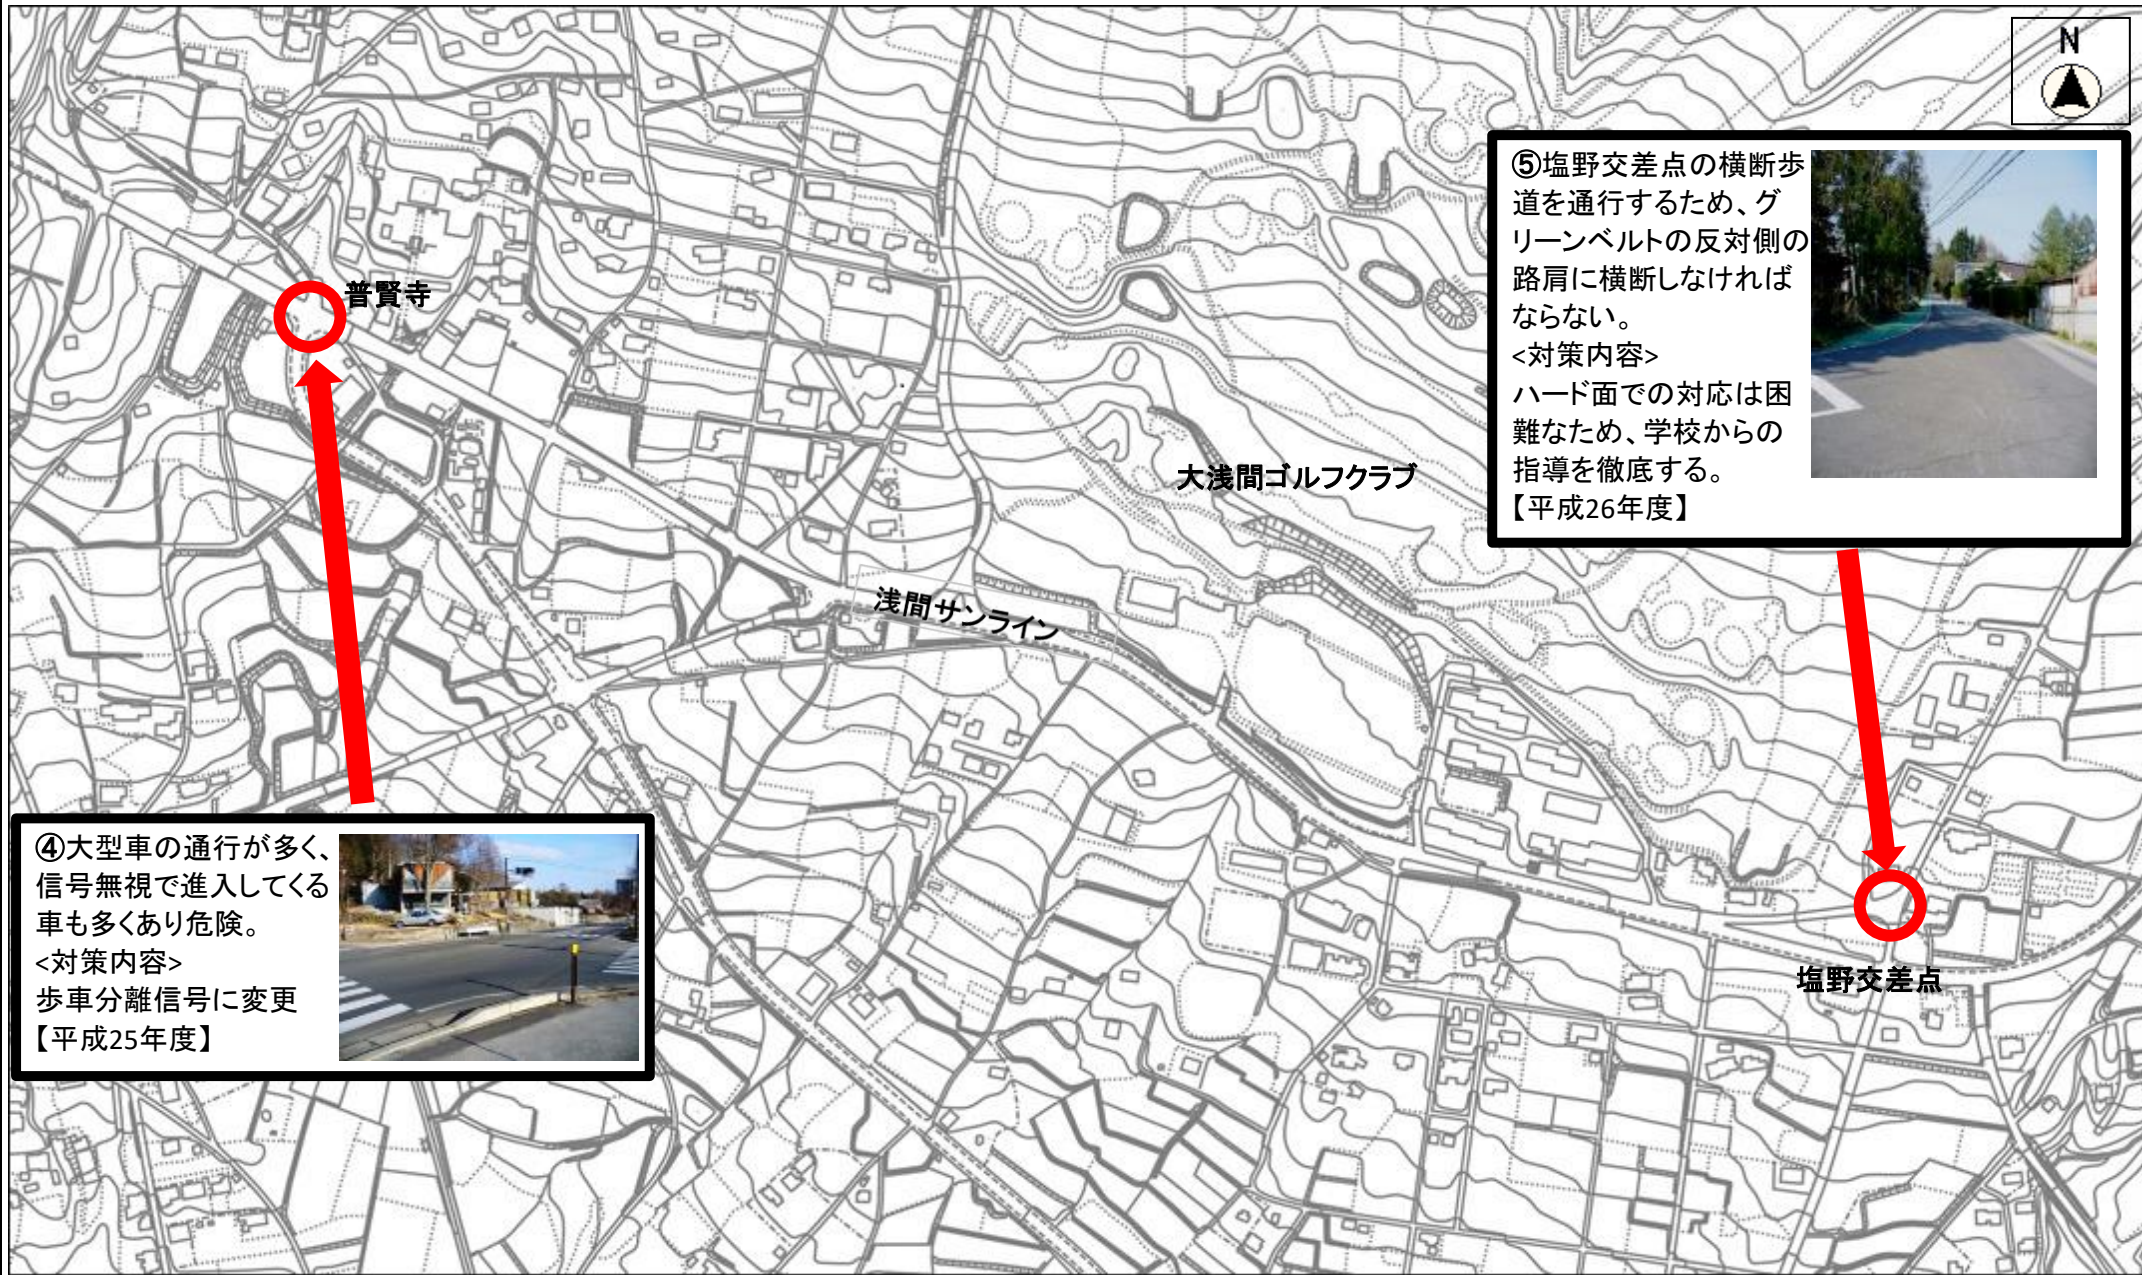 N
⑤塩野交差点の横断歩
道を通行するため、グ
リーンベルトの反対側の
路肩に横断しなければ
ならない。
<対策内容>
ハード面での対応は困
難なため、学校からの
指導を徹底する。
【平成26年度】
普賢寺
大浅間ゴルフクラブ
浅間サンライン
④大型車の通行が多く、
信号無視で進入してくる
車も多くあり危険。
<対策内容>
歩車分離信号に変更
【平成25年度】
塩野交差点